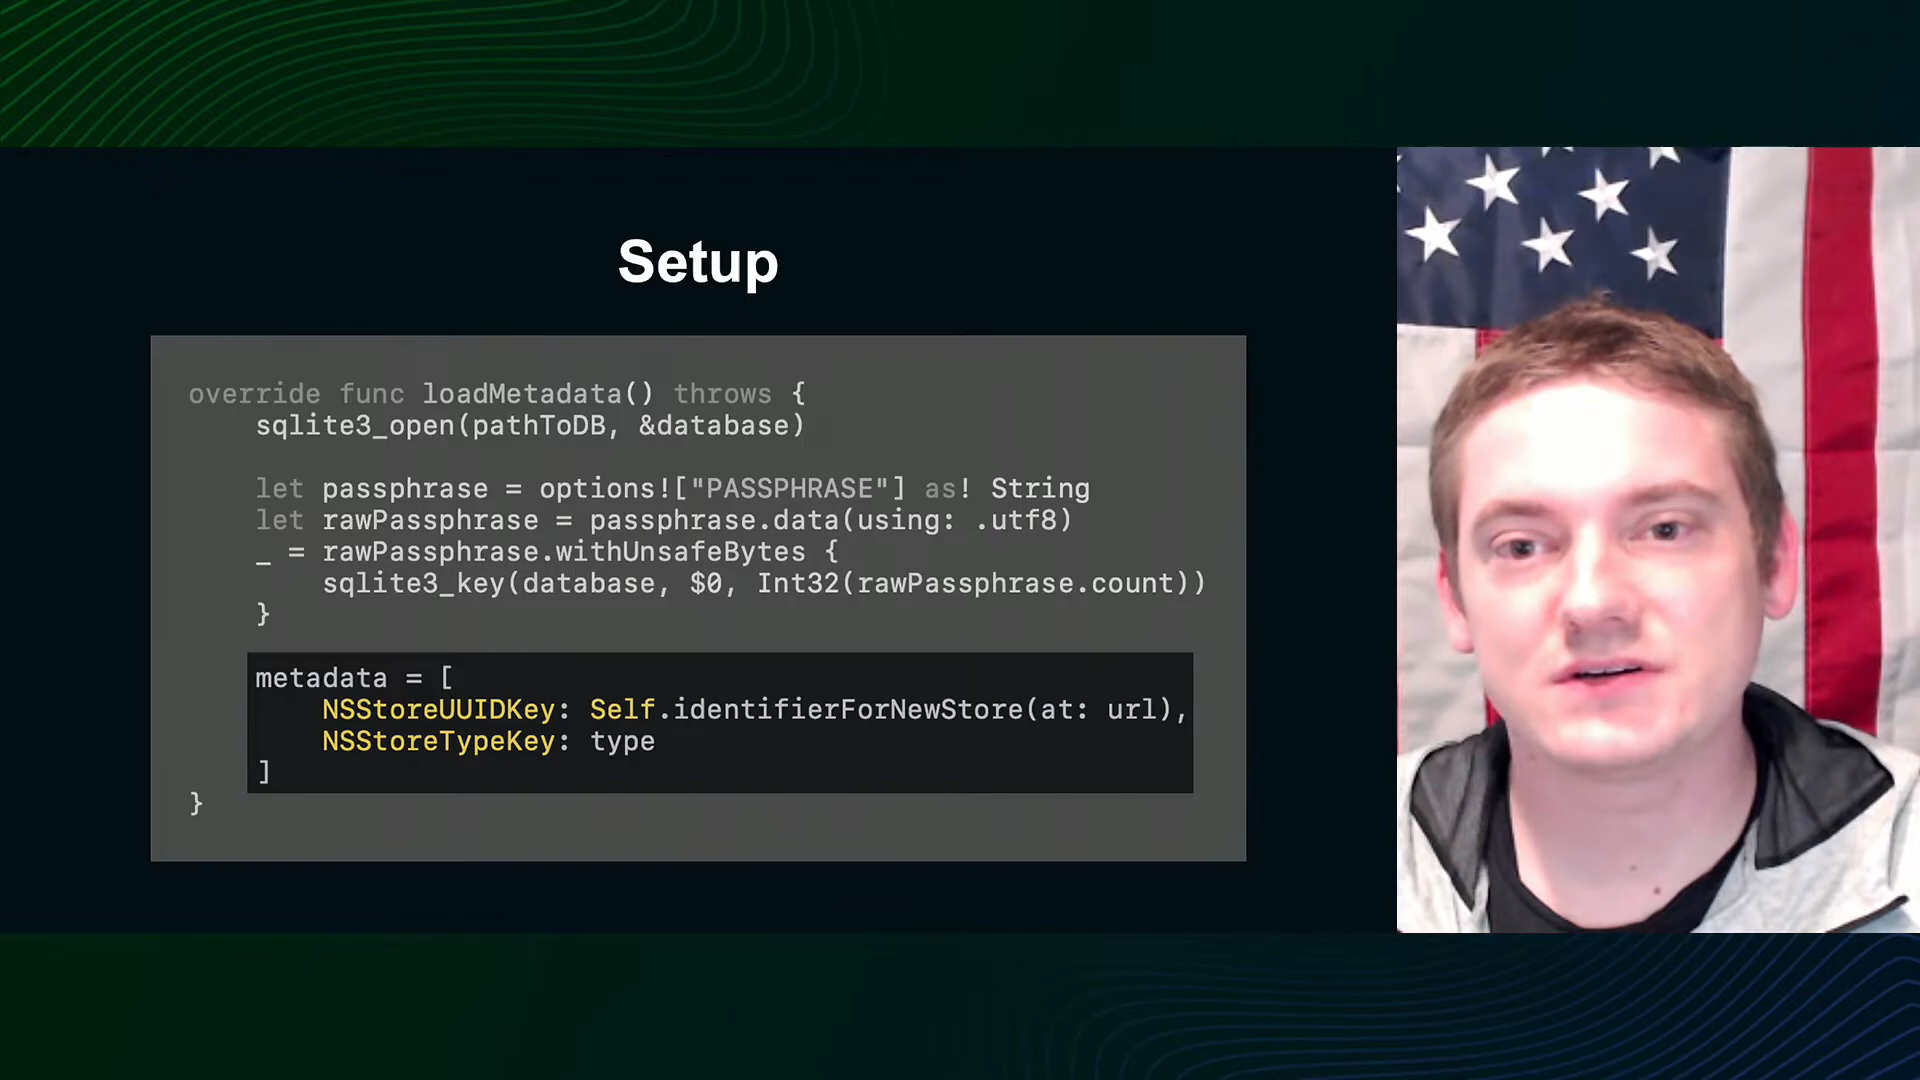 Setup
override func loadMetadata() throws {
sqlite3_open(pathToDB, &database)
let passphrase = options!["PASSPHRASE"] as! String
let rawPassphrase = passphrase.data(using: .utf8)
_ = rawPassphrase.withUnsafeBytes {
sqlite3_key(database, $0, Int32(rawPassphrase.count))
}
metadata = [
NSStoreUUIDKey: Self.identifierForNewStore(at: url),
NSStoreTypeKey: type
]
}